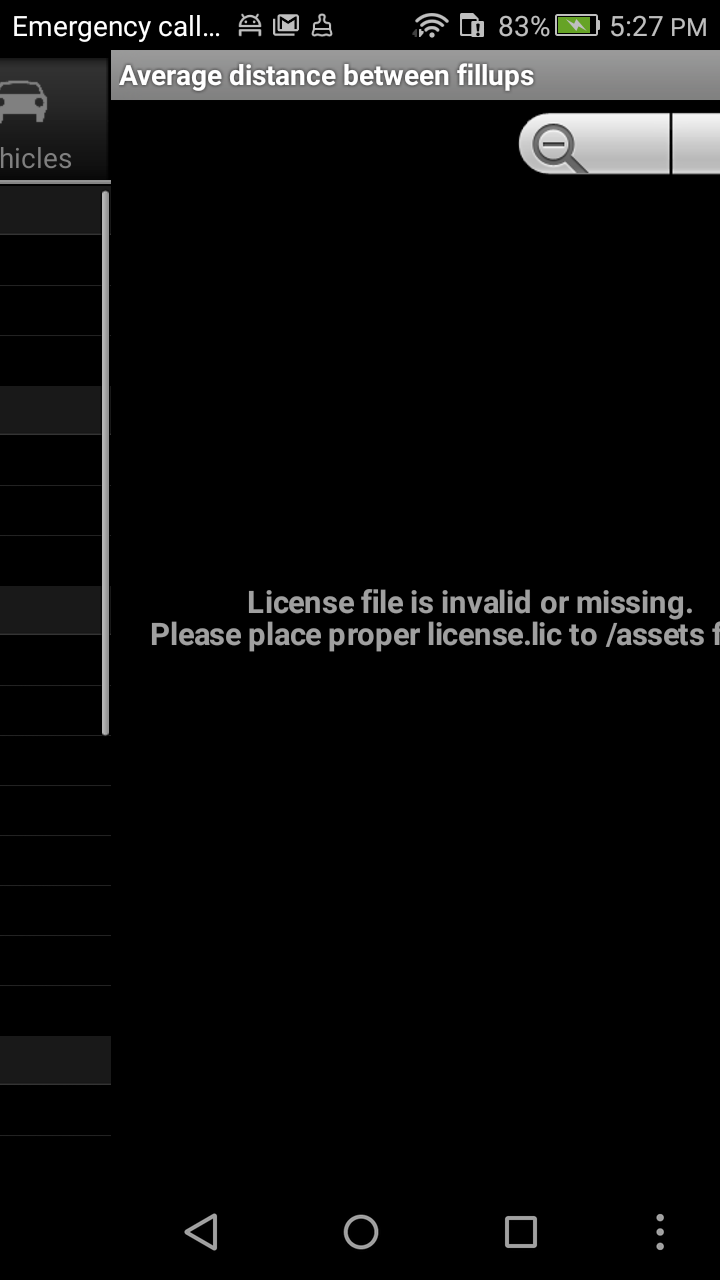 Emergency call... 83% 5:27 PM
Average distance between fillups
hicles
License file is invalid or missing.
Please place proper license.lic to /assets f